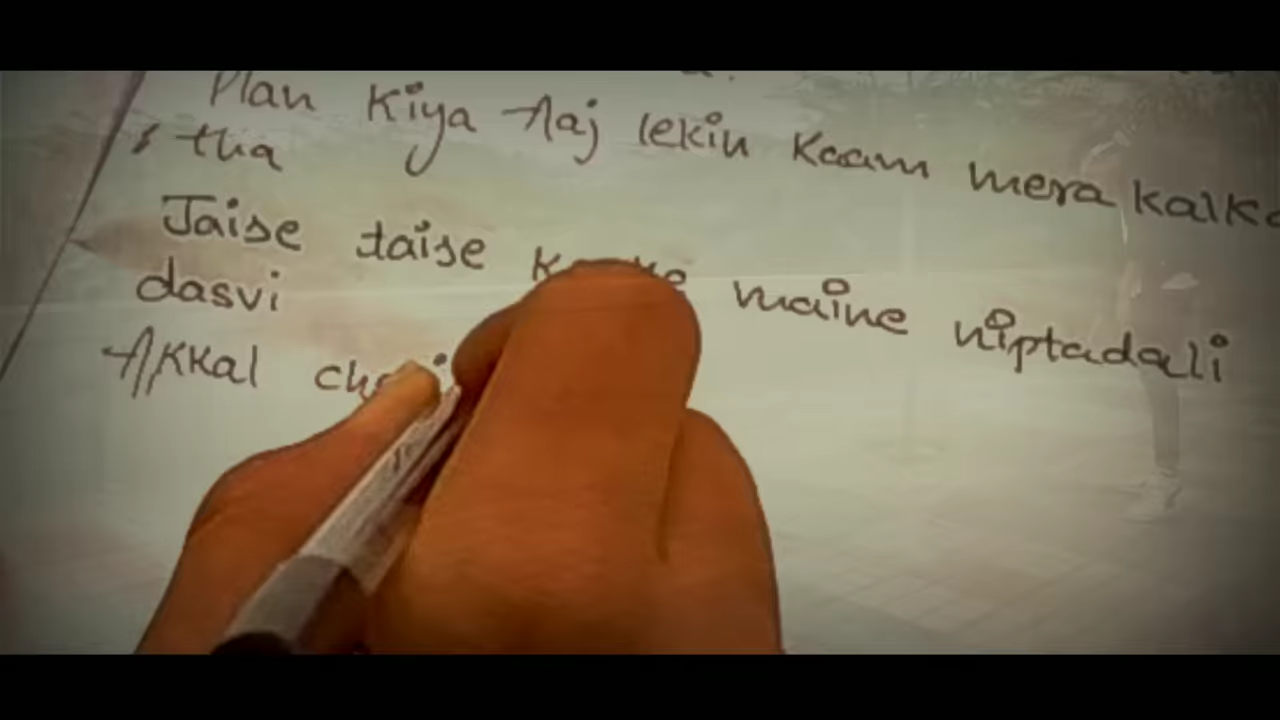 Plan Kiya Aaj lekin Kaam mera kalka
tha
Jaise taise maine niptadali
dasvi
Akkal